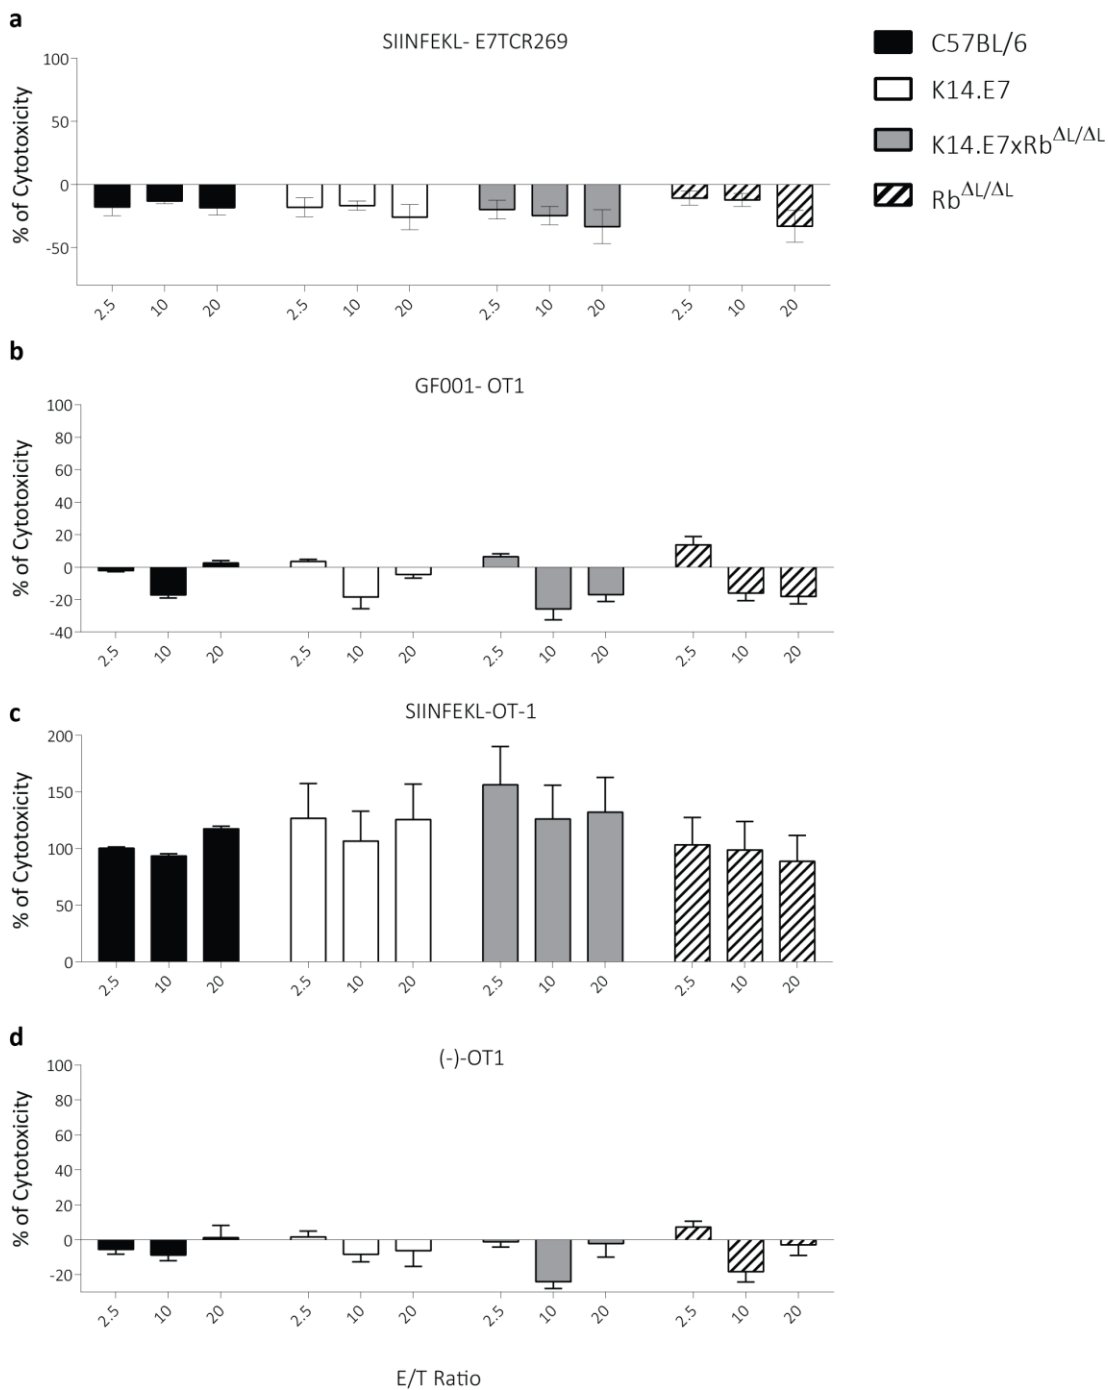 a
SIINFEKL- E7TCR269
% of Cytotoxicity
100
50
0
-50
2.5 10 20 2.5 10 20 2.5 10 20 2.5 10 20
C57BL/6
K14.E7
K14.E7xRb^ΔL/ΔL
Rb^ΔL/ΔL
b
GF001- OT1
% of Cytotoxicity
100
80
60
40
20
0
-20
-40
2.5 10 20 2.5 10 20 2.5 10 20 2.5 10 20
c
SIINFEKL-OT-1
% of Cytotoxicity
200
150
100
50
0
2.5 10 20 2.5 10 20 2.5 10 20 2.5 10 20
d
(-)-OT1
% of Cytotoxicity
100
80
60
40
20
0
-20
2.5 10 20 2.5 10 20 2.5 10 20 2.5 10 20
E/T Ratio